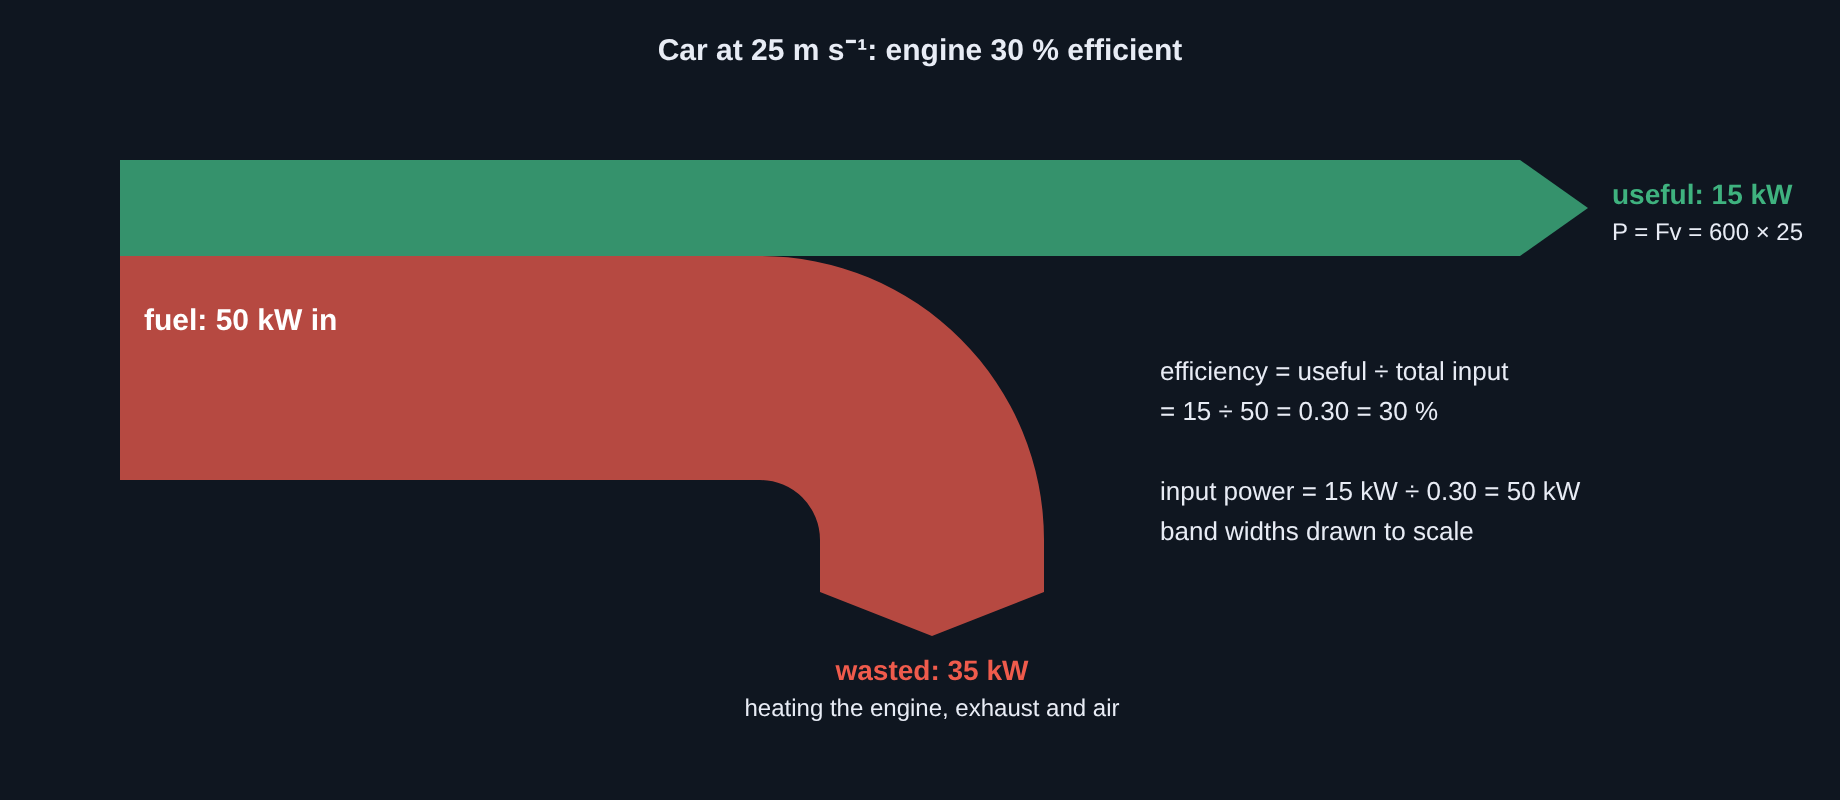 Car at 25 m s⁻¹: engine 30 % efficient
useful: 15 kW
P = Fv = 600 × 25
fuel: 50 kW in
efficiency = useful ÷ total input
= 15 ÷ 50 = 0.30 = 30 %
input power = 15 kW ÷ 0.30 = 50 kW
band widths drawn to scale
wasted: 35 kW
heating the engine, exhaust and air